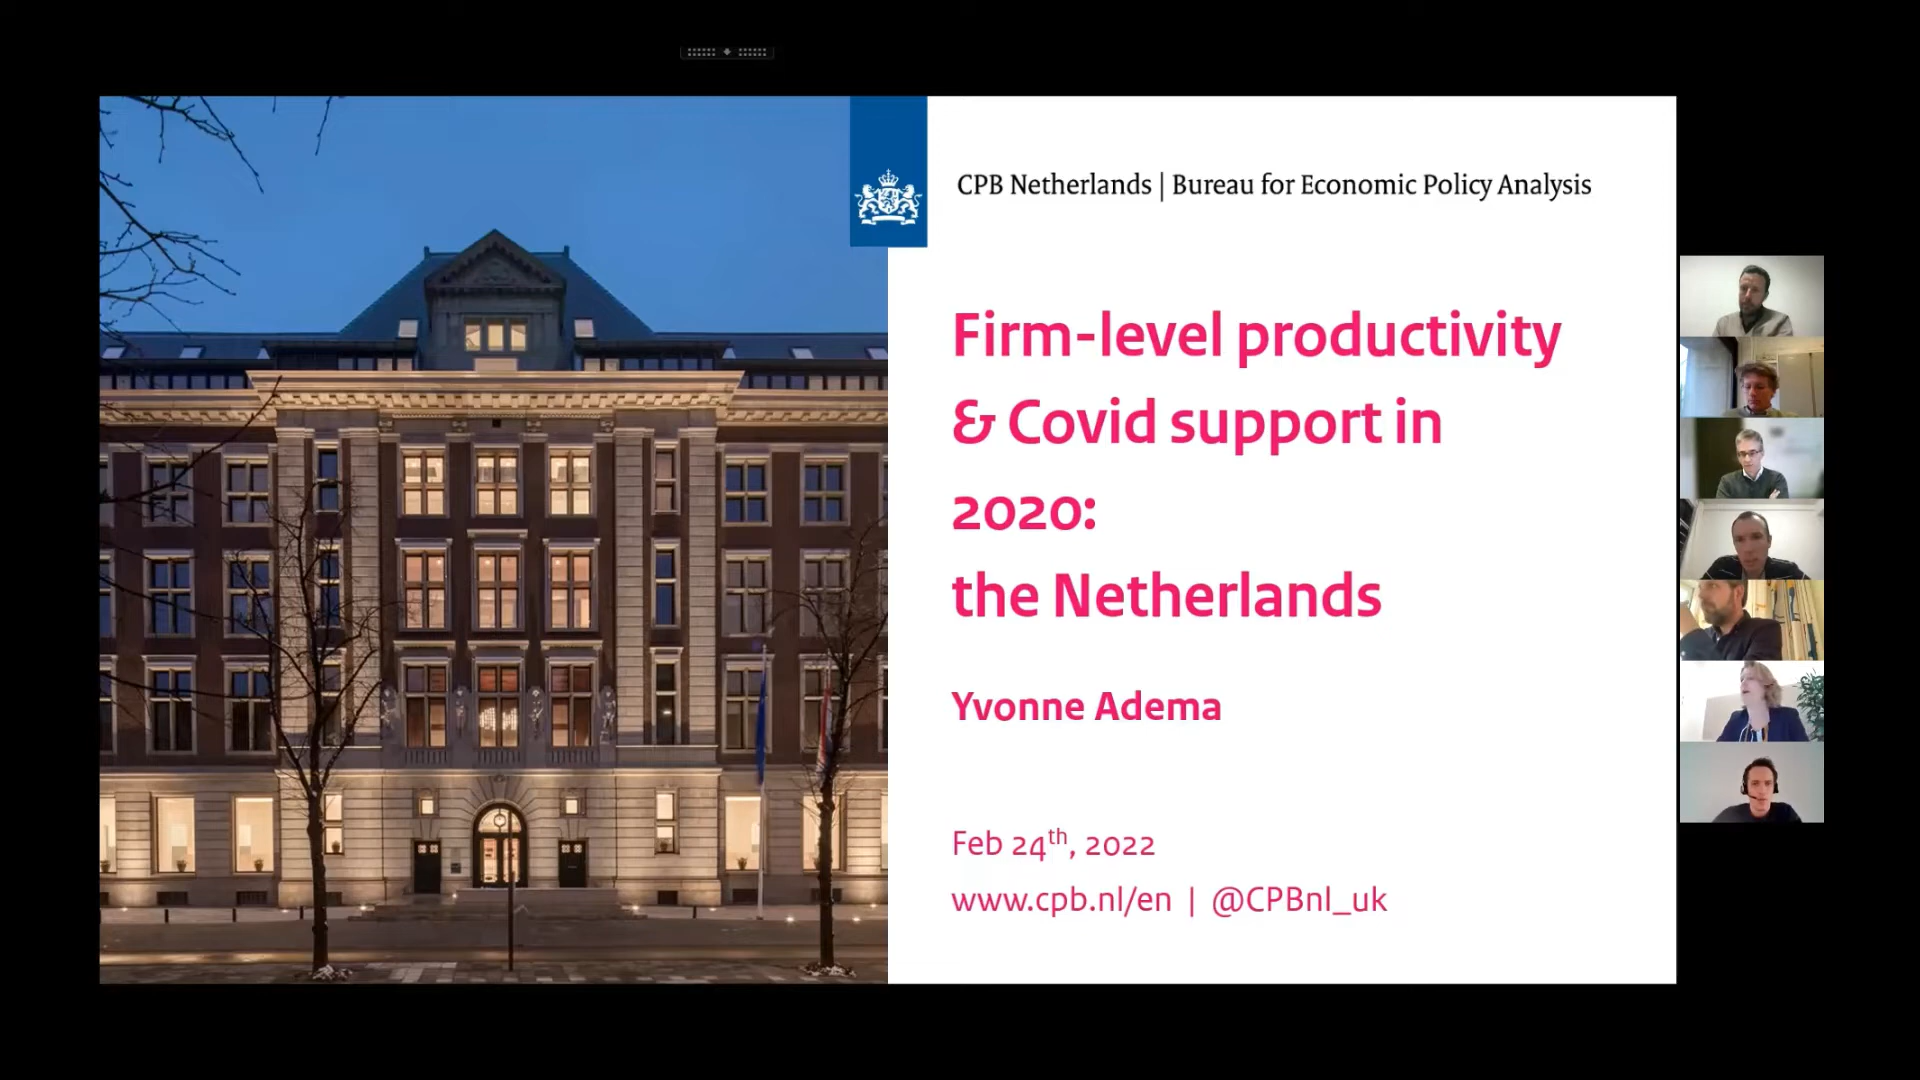 CPB Netherlands | Bureau for Economic Policy Analysis
Firm-level productivity
& Covid support in
2020:
the Netherlands
Yvonne Adema
Feb 24th, 2022
www.cpb.nl/en | @CPBnl_uk